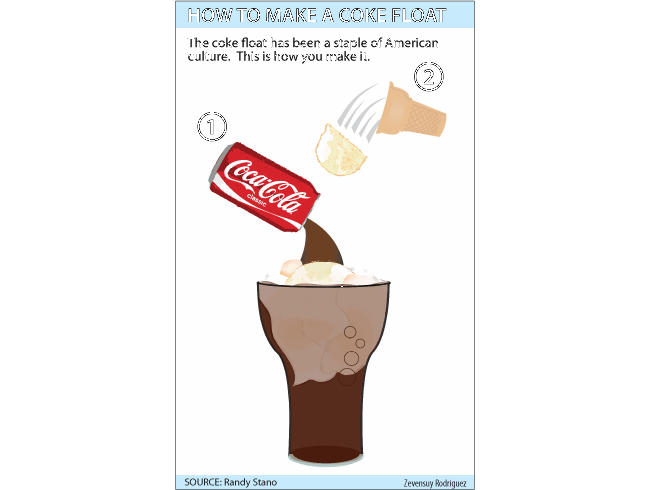 HOW TO MAKE A COKE FLOAT
The coke float has been a staple of American
culture.  This is how you make it.
2
1
Coca-Cola
classic
SOURCE: Randy Stano
Zevensuy Rodriguez